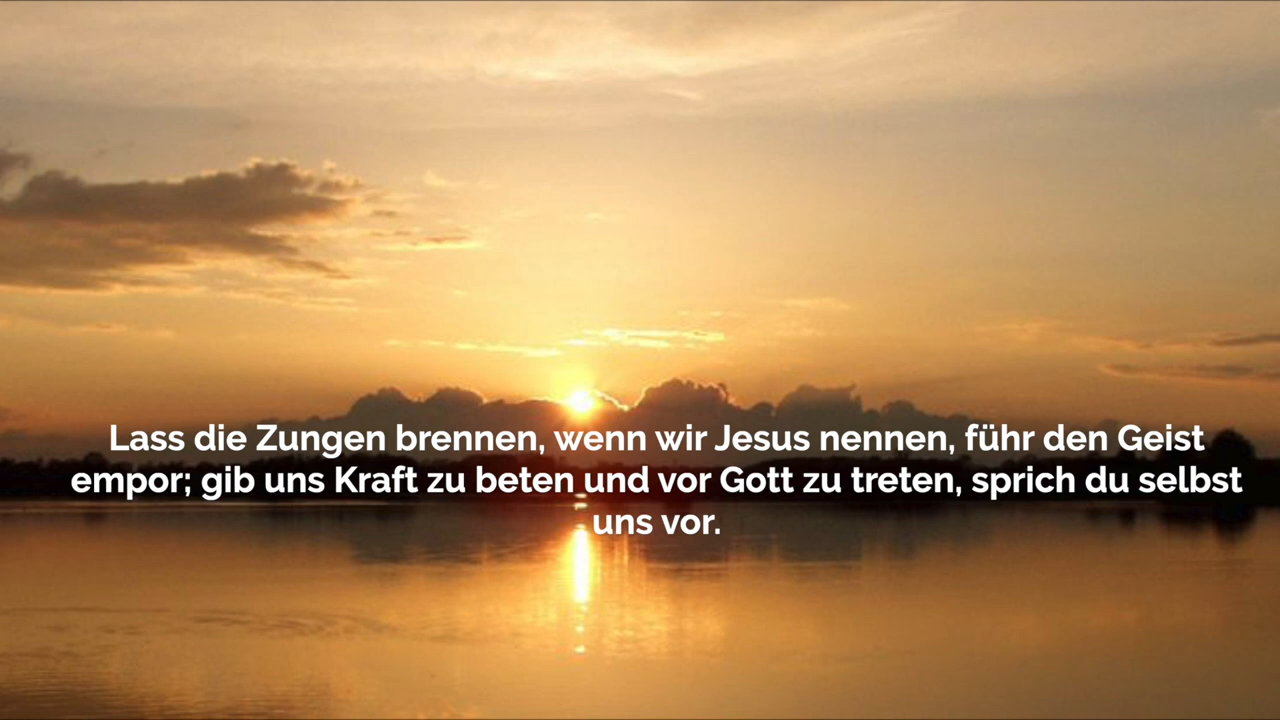 Lass die Zungen brennen, wenn wir Jesus nennen, führ den Geist
empor; gib uns Kraft zu beten und vor Gott zu treten, sprich du selbst
uns vor.